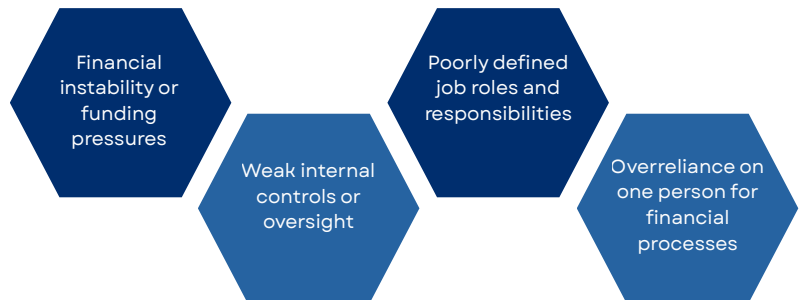 Financial
instability or
funding
pressures
Weak internal
controls or
oversight
Poorly defined
job roles and
responsibilities
Overreliance on
one person for
financial
processes